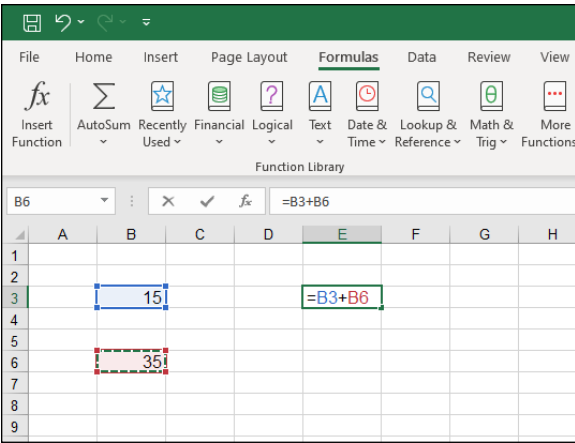 File Home Insert Page Layout Formulas Data Review View
fx Σ ? A θ
Insert AutoSum Recently Financial Logical Text Date & Lookup & Math & More
Function Used Time Reference Trig Functions
Function Library
B6 fx =B3+B6
A B C D E F G H
1
2
3 15 =B3+B6
4
5
6 35
7
8
9